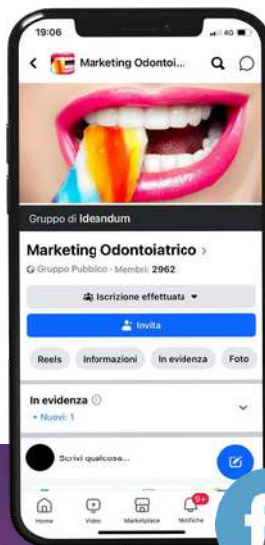 19:06
4G
Marketing Odontoi...
Gruppo di Ideandum
Marketing Odontoiatrico
Gruppo Pubblico · Membri: 2962
Iscrizione effettuata
Invita
Reels Informazioni In evidenza Foto
In evidenza
• Nuovi: 1
Scrivi qualcosa...
9+
Home Video Marketplace Notifiche
f